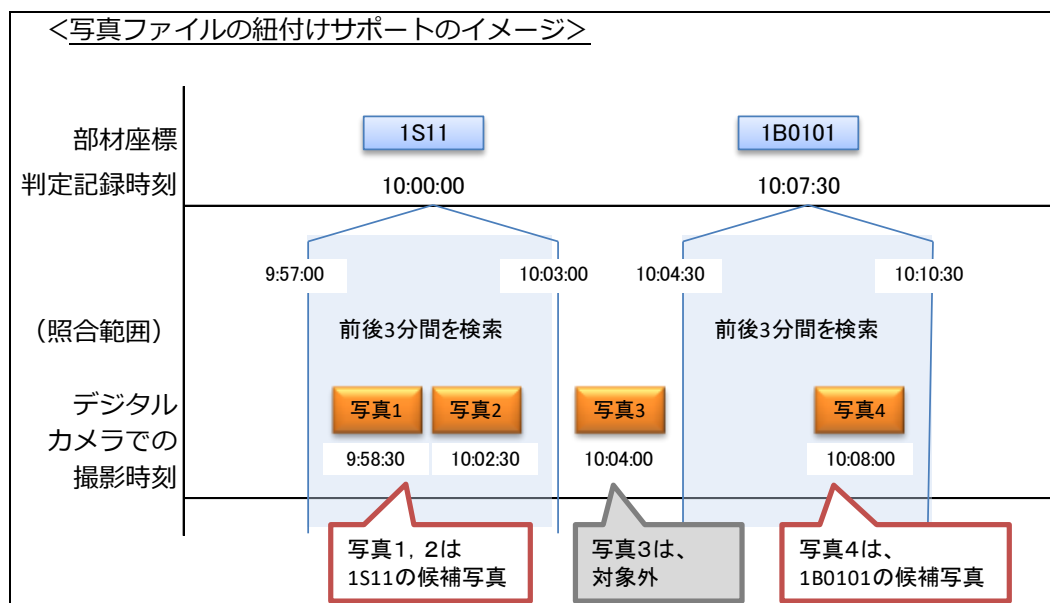 ＜写真ファイルの紐付けサポートのイメージ＞
部材座標
1S11
1B0101
判定記録時刻
10:00:00
10:07:30
9:57:00
10:03:00
10:04:30
10:10:30
（照合範囲）
前後3分間を検索
前後3分間を検索
デジタル
カメラでの
撮影時刻
写真1
写真2
写真3
写真4
9:58:30
10:02:30
10:04:00
10:08:00
写真１，２は
1S11の候補写真
写真３は、
対象外
写真４は、
1B0101の候補写真